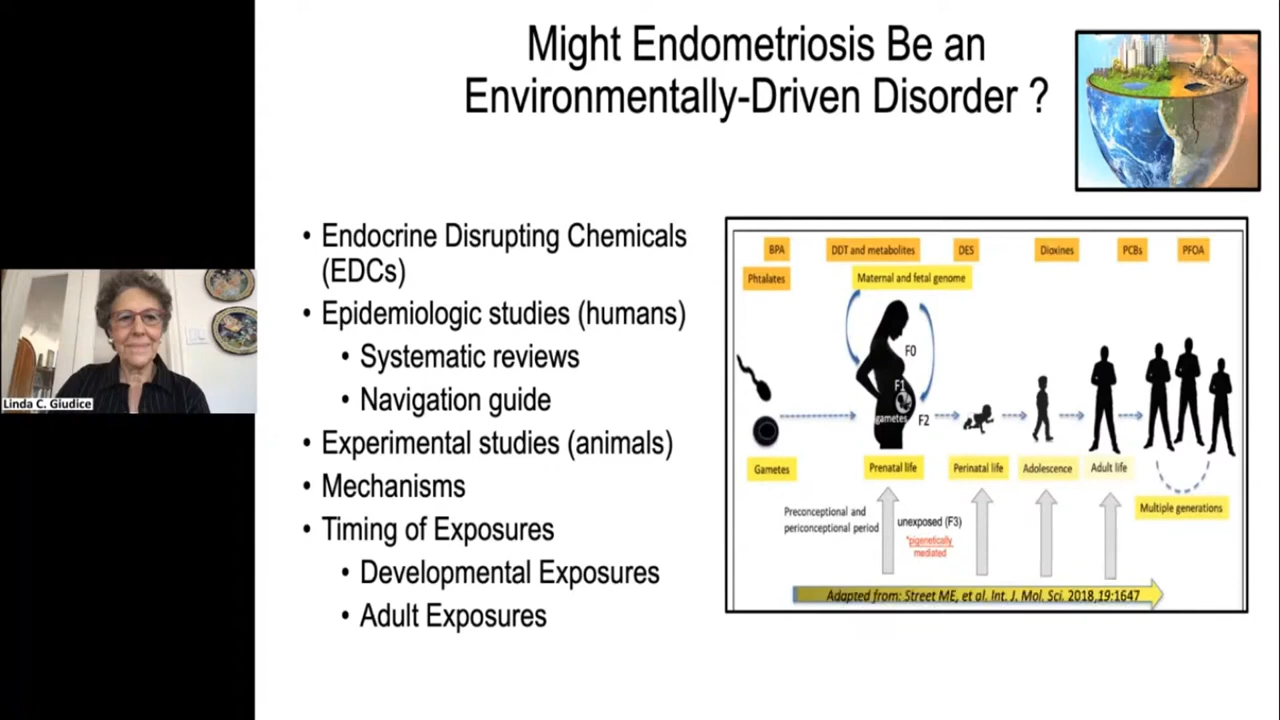 Might Endometriosis Be an
Environmentally-Driven Disorder ?
Linda C. Giudice
• Endocrine Disrupting Chemicals
(EDCs)
• Epidemiologic studies (humans)
• Systematic reviews
• Navigation guide
• Experimental studies (animals)
• Mechanisms
• Timing of Exposures
• Developmental Exposures
• Adult Exposures
BPA DDT and metabolites DES Dioxines PCBs PFOA
Phtalates Maternal and fetal genome
F0
F1
gametes F2
Gametes Prenatal life Perinatal life Adolescence Adult life
Multiple generations
Preconceptional and
periconceptional period
unexposed (F3)
*pigenetically
mediated
Adapted from: Street ME, et al. Int. J. Mol. Sci. 2018,19:1647